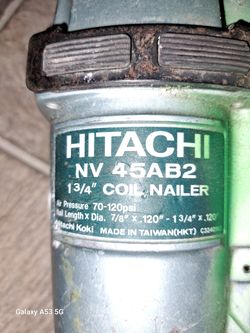 HITACHI
NV 45AB2
1 3/4" COIL NAILER
Air Pressure 70-120psi
Nail Length x Dia. 7/8" x .120" - 1 3/4" x .120"
Hitachi Koki MADE IN TAIWAN(HKT)
Galaxy A53 5G